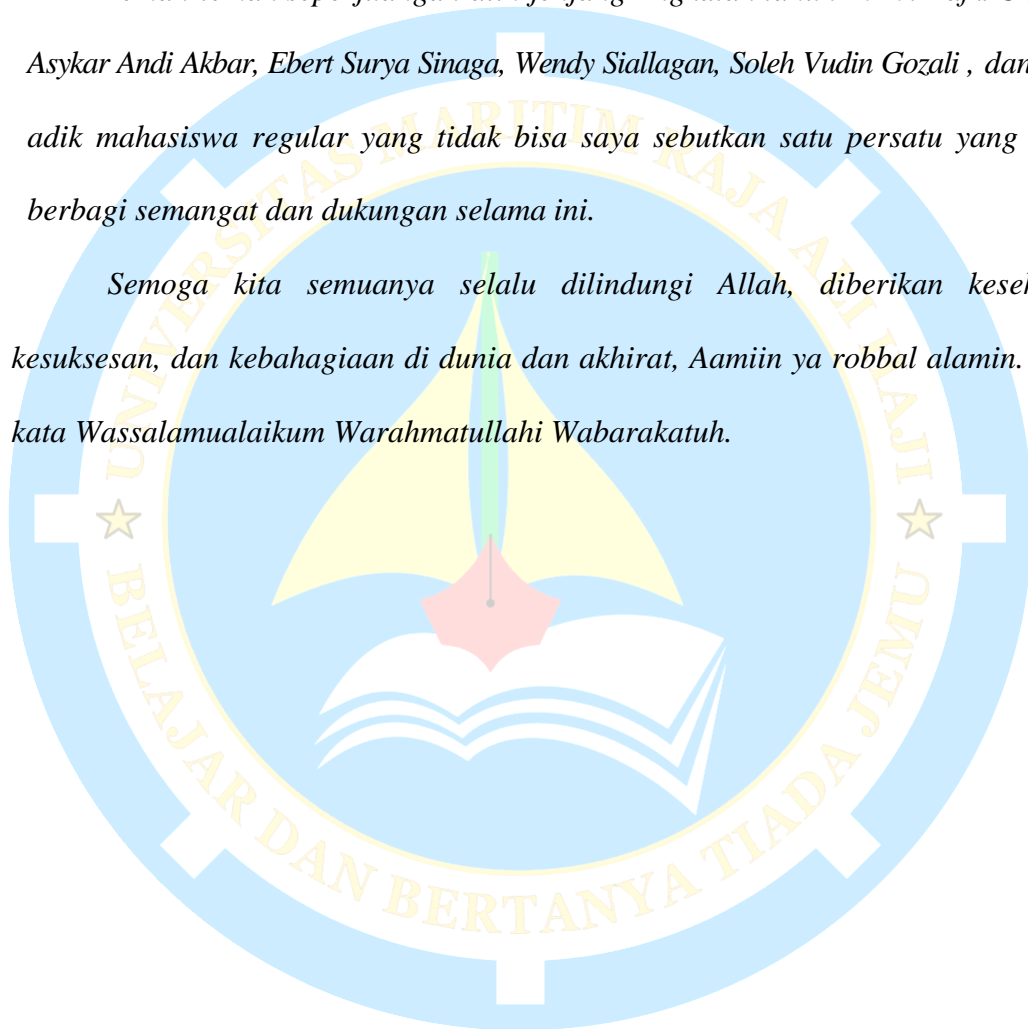 Asykar Andi Akbar, Ebert Surya Sinaga, Wendy Siallagan, Soleh Vudin Gozali , dan
adik mahasiswa regular yang tidak bisa saya sebutkan satu persatu yang
berbagi semangat dan dukungan selama ini.
Semoga kita semuanya selalu dilindungi Allah, diberikan
kesuksesan, dan kebahagiaan di dunia dan akhirat, Aamiin ya robbal alamin.
kata Wassalamualaikum Warahmatullahi Wabarakatuh.
UNIVERSITAS MARITIM RAJA ALI HAJI
BELAJAR DAN BERTANYA TIADA JEMU